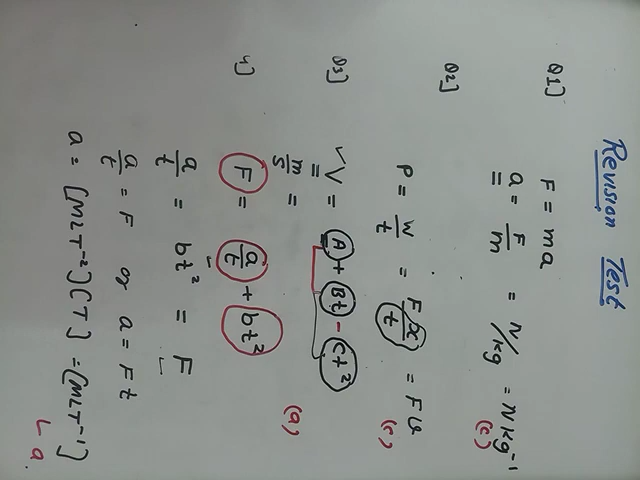 Revision Test
Q1] F = ma
a = F/m = N/kg = N kg⁻¹
(c)
Q2] P = W/t = Fx/t = Fv
(c)
Q3] √V = A + Bt - Ct²
m/s =
(a)
4] F = a/t + bt²
a/t = bt² = F
a/t = F or a = Ft
a = [MLT⁻²][T] = [MLT⁻¹]
a